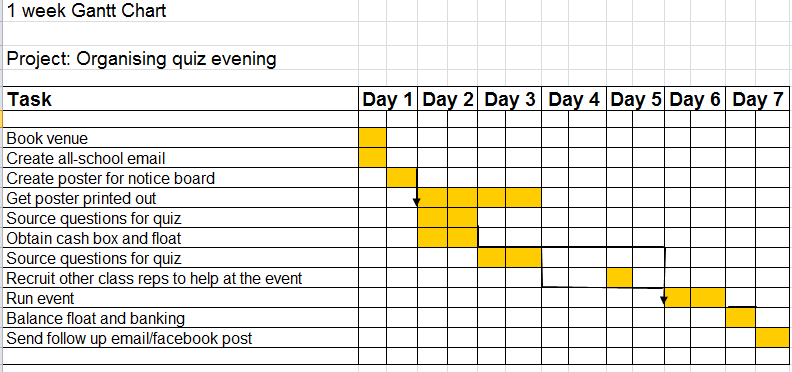 1 week Gantt Chart
Project: Organising quiz evening
Task Day 1 Day 2 Day 3 Day 4 Day 5 Day 6 Day 7
Book venue
Create all-school email
Create poster for notice board
Get poster printed out
Source questions for quiz
Obtain cash box and float
Source questions for quiz
Recruit other class reps to help at the event
Run event
Balance float and banking
Send follow up email/facebook post